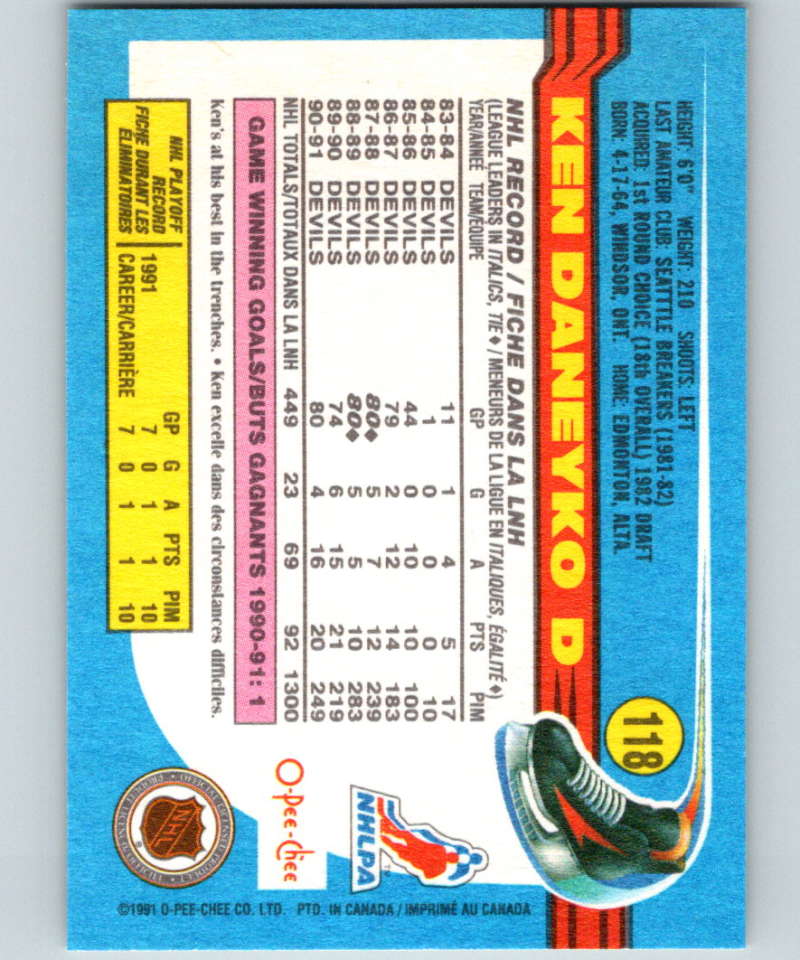 118
KEN DANEYKO D
HEIGHT: 6'0" WEIGHT: 210 SHOOTS: LEFT
LAST AMATEUR CLUB: SEATTLE BREAKERS (1981-82)
ACQUIRED: 1st ROUND CHOICE (18th OVERALL) 1982 DRAFT
BORN: 4-17-64, WINDSOR, ONT. HOME: EDMONTON, ALTA.
NHL RECORD / FICHE DANS LA LNH
(LEAGUE LEADERS IN ITALICS, TIE ♦ / MENEURS DE LA LIGUE EN ITALIQUES, ÉGALITÉ ♦)
YEAR/ANNÉE TEAM/ÉQUIPE GP G A PTS PIM
83-84 DEVILS 11 1 4 5 17
84-85 DEVILS 1 0 0 0 10
85-86 DEVILS 44 0 10 10 100
86-87 DEVILS 79 2 12 14 183
87-88 DEVILS 80♦ 5 7 12 239
88-89 DEVILS 80♦ 5 5 10 283
89-90 DEVILS 74 6 15 21 219
90-91 DEVILS 80 4 16 20 249
NHL TOTALS/TOTAUX DANS LA LNH 449 23 69 92 1300
GAME WINNING GOALS/BUTS GAGNANTS 1990-91: 1
Ken's at his best in the trenches. • Ken excelle dans des circonstances difficiles.
NHL PLAYOFF
RECORD
FICHE DURANT LES
ÉLIMINATOIRES
GP G A PTS PIM
1991 7 0 1 1 10
CAREER/CARRIÈRE 7 0 1 1 10
NHLPA
TM
O-Pee-Chee
NHL
©1991 O-PEE-CHEE CO. LTD. PTD. IN CANADA / IMPRIMÉ AU CANADA